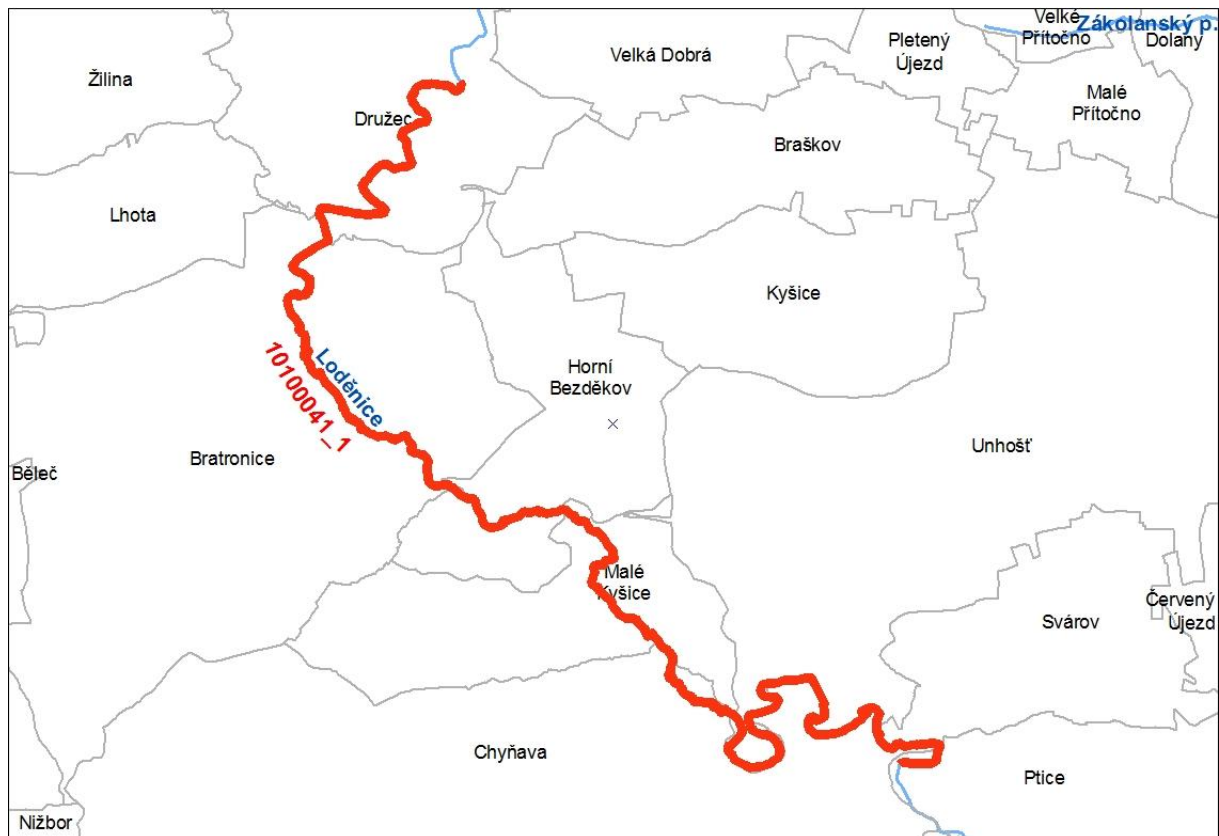 Velké
Přítočno
Zákolanský p.
Dolany
Pletený
Újezd
Velká Dobrá
Žilina
Malé
Přítočno
Družec
Braškov
Lhota
Kyšice
Loděnice
10100041_1
Horní
Bezděkov
Unhošť
Bratronice
Běleč
Malé
Kyšice
Červený
Újezd
Svárov
Chyňava
Ptice
Nižbor